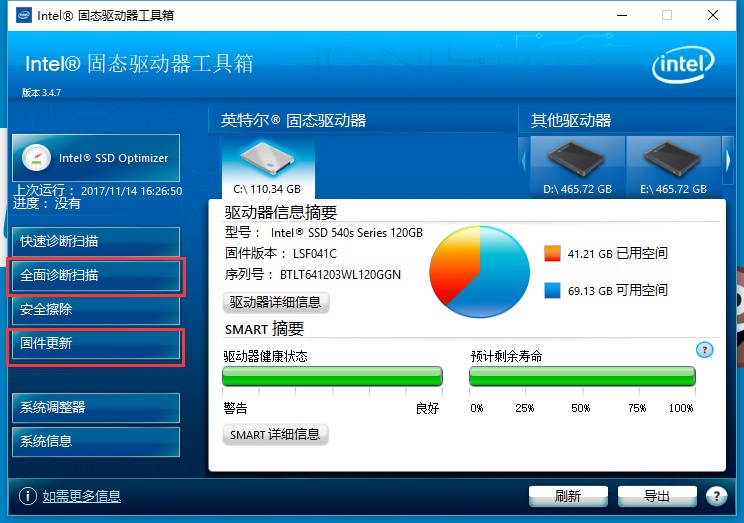 Intel® 固态驱动器工具箱
Intel® 固态驱动器工具箱
版本 3.4.7
intel
英特尔® 固态驱动器
其他驱动器
Intel® SSD Optimizer
上次运行： 2017/11/14 16:26:50
进度： 没有
C:\ 110.34 GB
D:\ 465.72 GB
E:\ 465.72 GB
快速诊断扫描
全面诊断扫描
安全擦除
固件更新
系统调整器
系统信息
驱动器信息摘要
型号： Intel® SSD 540s Series 120GB
固件版本： LSF041C
序列号： BTLT641203WL120GGN
驱动器详细信息
41.21 GB 已用空间
69.13 GB 可用空间
SMART 摘要
驱动器健康状态
警告 良好
预计剩余寿命
?
0% 25% 50% 75% 100%
SMART 详细信息
i 如需更多信息
刷新
导出
?